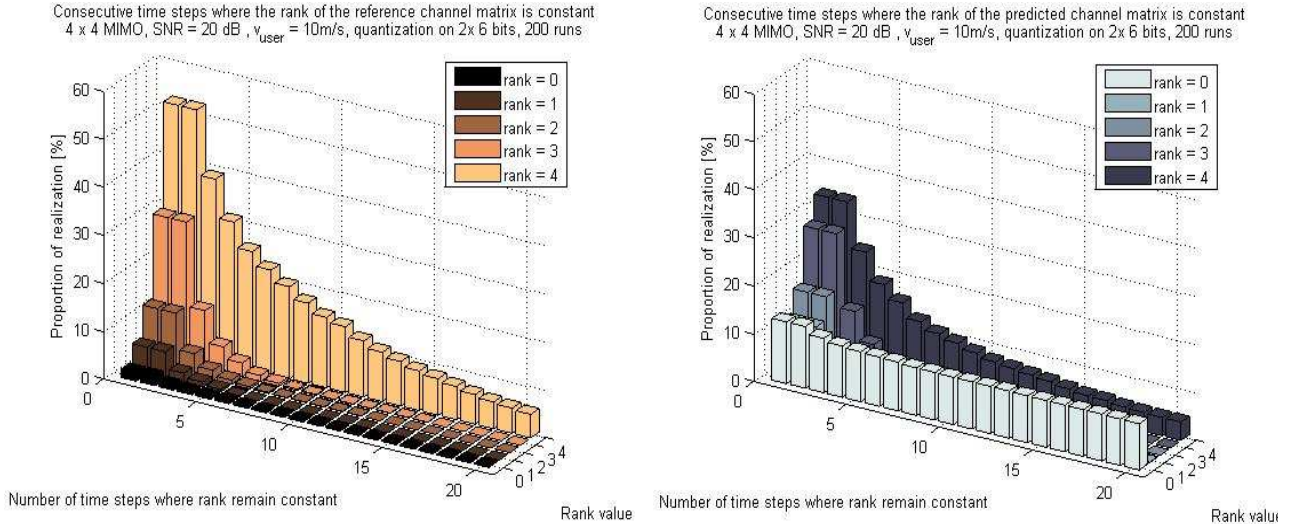 Consecutive time steps where the rank of the reference channel matrix is constant
4 x 4 MIMO, SNR = 20 dB , v_user = 10m/s, quantization on 2x 6 bits, 200 runs
60
50
40
30
20
10
0
Proportion of realization [%]
rank = 0
rank = 1
rank = 2
rank = 3
rank = 4
0
5
10
15
20
0
1
2
3
4
Number of time steps where rank remain constant
Rank value
Consecutive time steps where the rank of the predicted channel matrix is constant
4 x 4 MIMO, SNR = 20 dB , v_user = 10m/s, quantization on 2x 6 bits, 200 runs
60
50
40
30
20
10
0
Proportion of realization [%]
rank = 0
rank = 1
rank = 2
rank = 3
rank = 4
0
5
10
15
20
0
1
2
3
4
Number of time steps where rank remain constant
Rank value